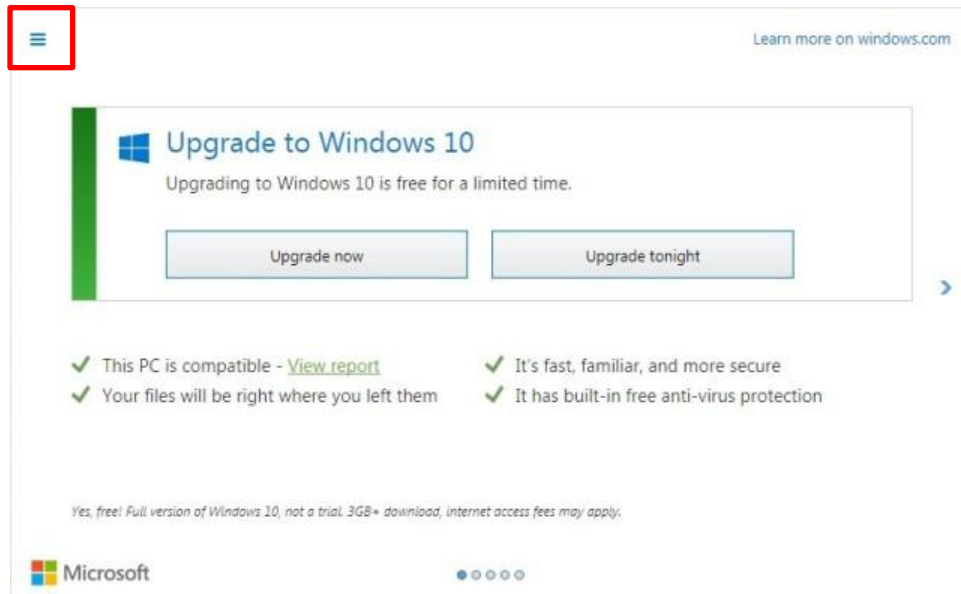 Learn more on windows.com
Upgrade to Windows 10
Upgrading to Windows 10 is free for a limited time.
Upgrade now
Upgrade tonight
This PC is compatible - View report
Your files will be right where you left them
It's fast, familiar, and more secure
It has built-in free anti-virus protection
Yes, free! Full version of Windows 10, not a trial. 3GB+ download, internet access fees may apply.
Microsoft